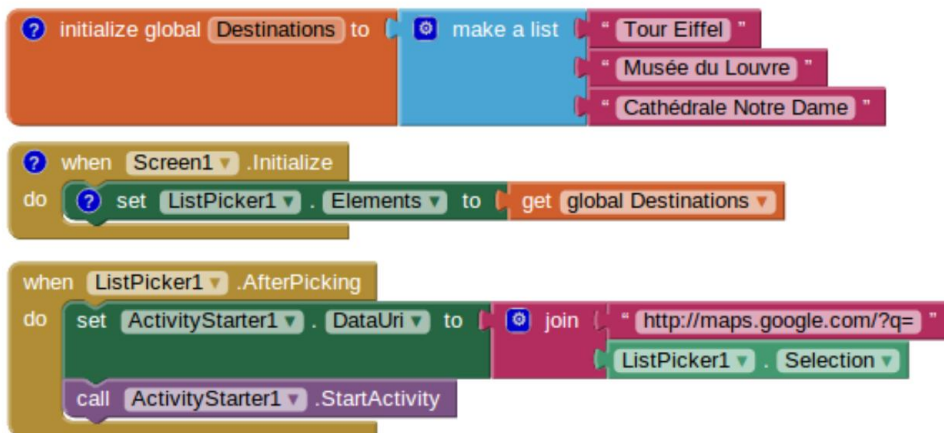 ? initialize global Destinations to make a list " Tour Eiffel "
" Musée du Louvre "
" Cathédrale Notre Dame "
? when Screen1 .Initialize
do ? set ListPicker1 . Elements to get global Destinations
when ListPicker1 .AfterPicking
do set ActivityStarter1 . DataUri to join " http://maps.google.com/?q= "
ListPicker1 . Selection
call ActivityStarter1 .StartActivity